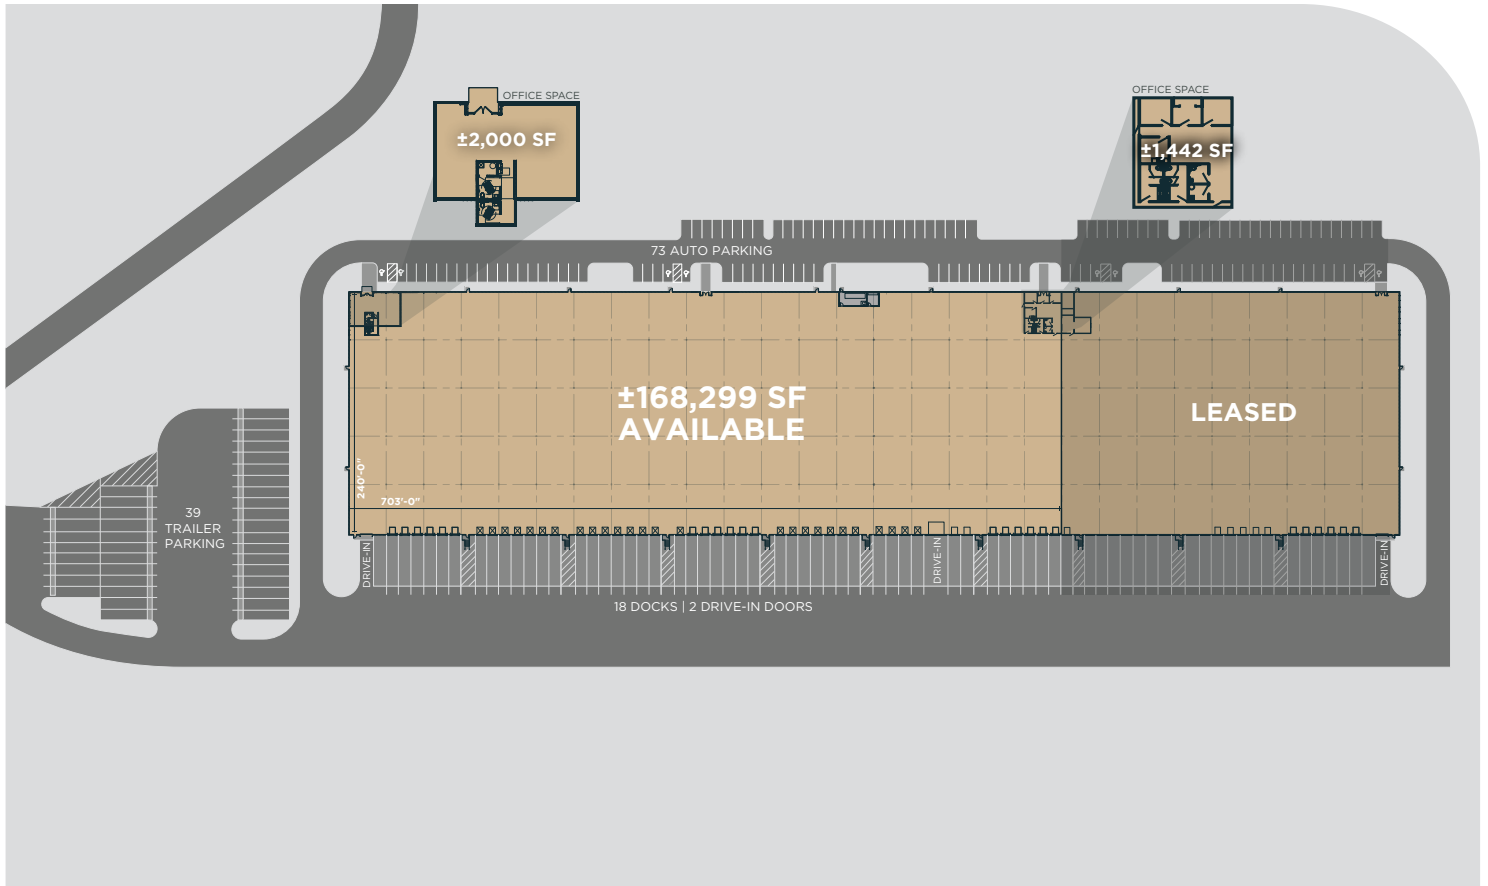 OFFICE SPACE
±2,000 SF
OFFICE SPACE
±1,442 SF
73 AUTO PARKING
±168,299 SF
AVAILABLE
LEASED
240'-0"
703'-0"
39
TRAILER
PARKING
DRIVE-IN
DRIVE-IN
DRIVE-IN
18 DOCKS | 2 DRIVE-IN DOORS